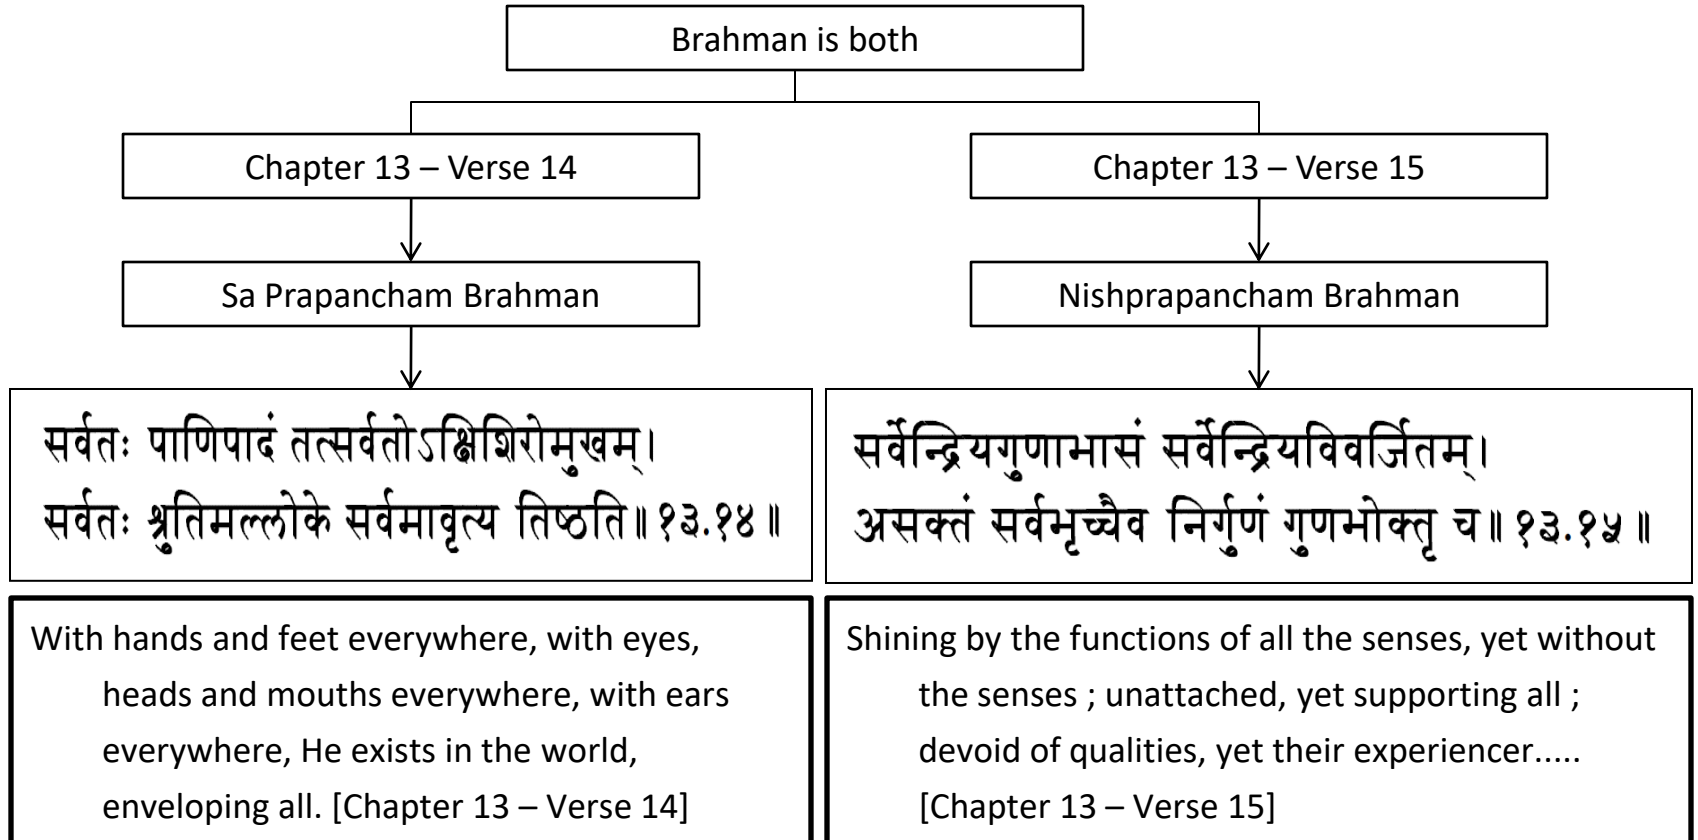 Brahman is both
Chapter 13 – Verse 14
Chapter 13 – Verse 15
Sa Prapancham Brahman
Nishprapancham Brahman
सर्वतः पाणिपादं तत्सर्वतोऽक्षिशिरोमुखम्।
सर्वतः श्रुतिमल्लोके सर्वमावृत्य तिष्ठति॥१३.१४॥
सर्वेन्द्रियगुणाभासं सर्वेन्द्रियविवर्जितम्।
असक्तं सर्वभृच्चैव निर्गुणं गुणभोक्तृ च॥१३.१५॥
With hands and feet everywhere, with eyes,
heads and mouths everywhere, with ears
everywhere, He exists in the world,
enveloping all. [Chapter 13 – Verse 14]
Shining by the functions of all the senses, yet without
the senses ; unattached, yet supporting all ;
devoid of qualities, yet their experiencer.....
[Chapter 13 – Verse 15]